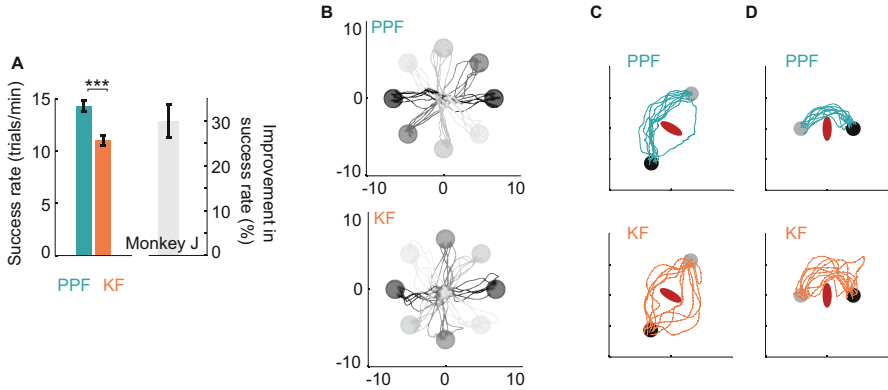 A
Success rate (trials/min)
15
10
5
0
***
PPF KF
Monkey J
30
20
10
0
Improvement in
success rate (%)
B
10
PPF
0
-10
-10 0 10
10
KF
0
-10
-10 0 10
C
PPF
KF
D
PPF
KF